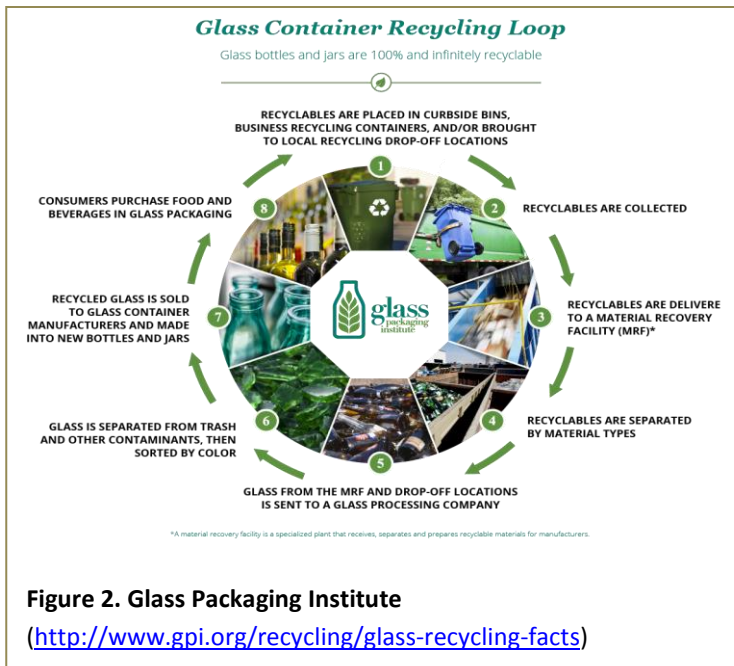 Glass Container Recycling Loop
Glass bottles and jars are 100% and infinitely recyclable
RECYCLABLES ARE PLACED IN CURBSIDE BINS,
BUSINESS RECYCLING CONTAINERS, AND/OR BROUGHT
TO LOCAL RECYCLING DROP-OFF LOCATIONS
1
2
RECYCLABLES ARE COLLECTED
3
RECYCLABLES ARE DELIVERE
TO A MATERIAL RECOVERY
FACILITY (MRF)*
4
RECYCLABLES ARE SEPARATED
BY MATERIAL TYPES
5
GLASS FROM THE MRF AND DROP-OFF LOCATIONS
IS SENT TO A GLASS PROCESSING COMPANY
6
GLASS IS SEPARATED FROM TRASH
AND OTHER CONTAMINANTS, THEN
SORTED BY COLOR
7
RECYCLED GLASS IS SOLD
TO GLASS CONTAINER
MANUFACTURERS AND MADE
INTO NEW BOTTLES AND JARS
8
CONSUMERS PURCHASE FOOD AND
BEVERAGES IN GLASS PACKAGING
glass
packaging
institute
*A material recovery facility is a specialized plant that receives, separates and prepares recyclable materials for manufacturers.
Figure 2. Glass Packaging Institute
(http://www.gpi.org/recycling/glass-recycling-facts)